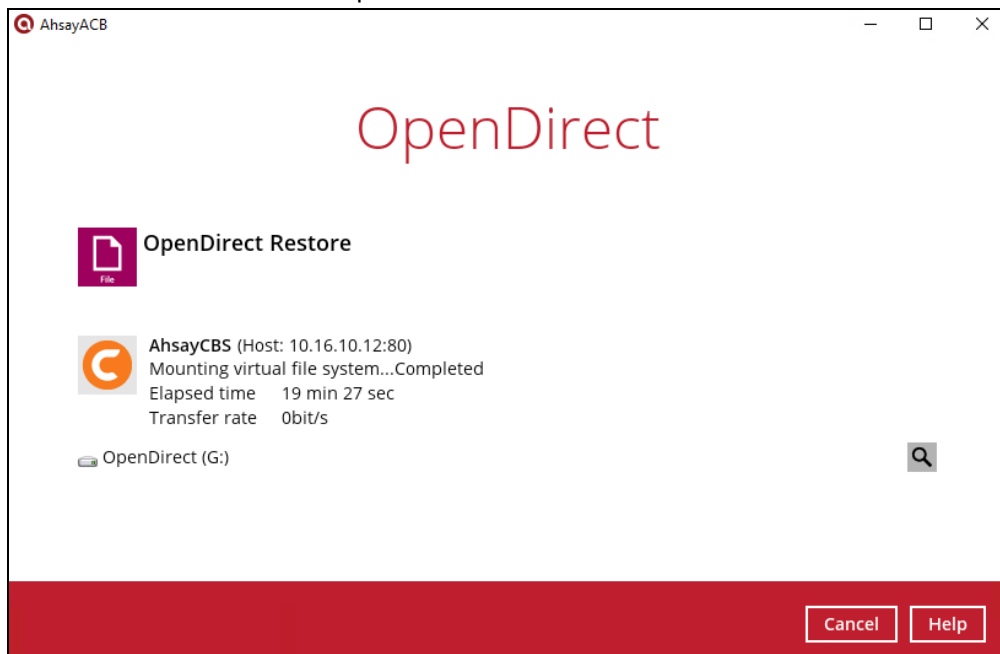 AhsayACB
OpenDirect
OpenDirect Restore
File
AhsayCBS (Host: 10.16.10.12:80)
Mounting virtual file system...Completed
Elapsed time 19 min 27 sec
Transfer rate 0bit/s
OpenDirect (G:)
Cancel Help